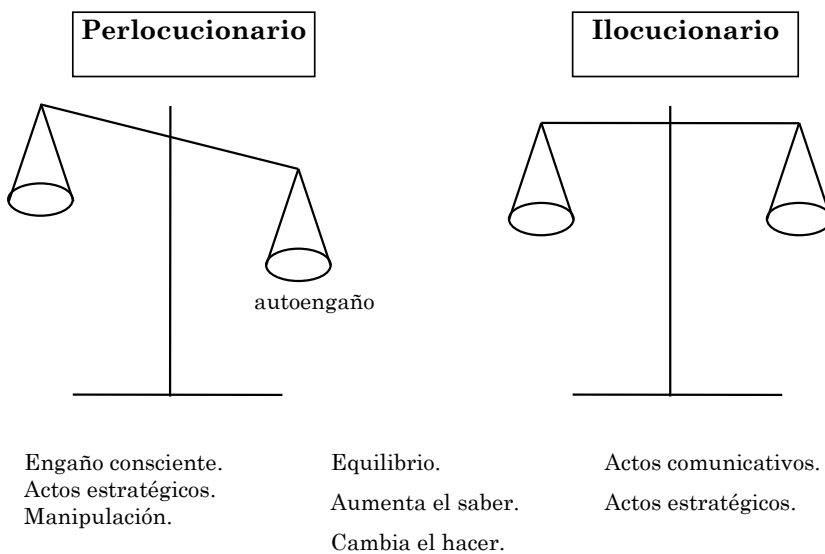 Perlocucionario
Ilocucionario
autoengaño
Engaño consciente.
Actos estratégicos.
Manipulación.
Equilibrio.
Aumenta el saber.
Cambia el hacer.
Actos comunicativos.
Actos estratégicos.